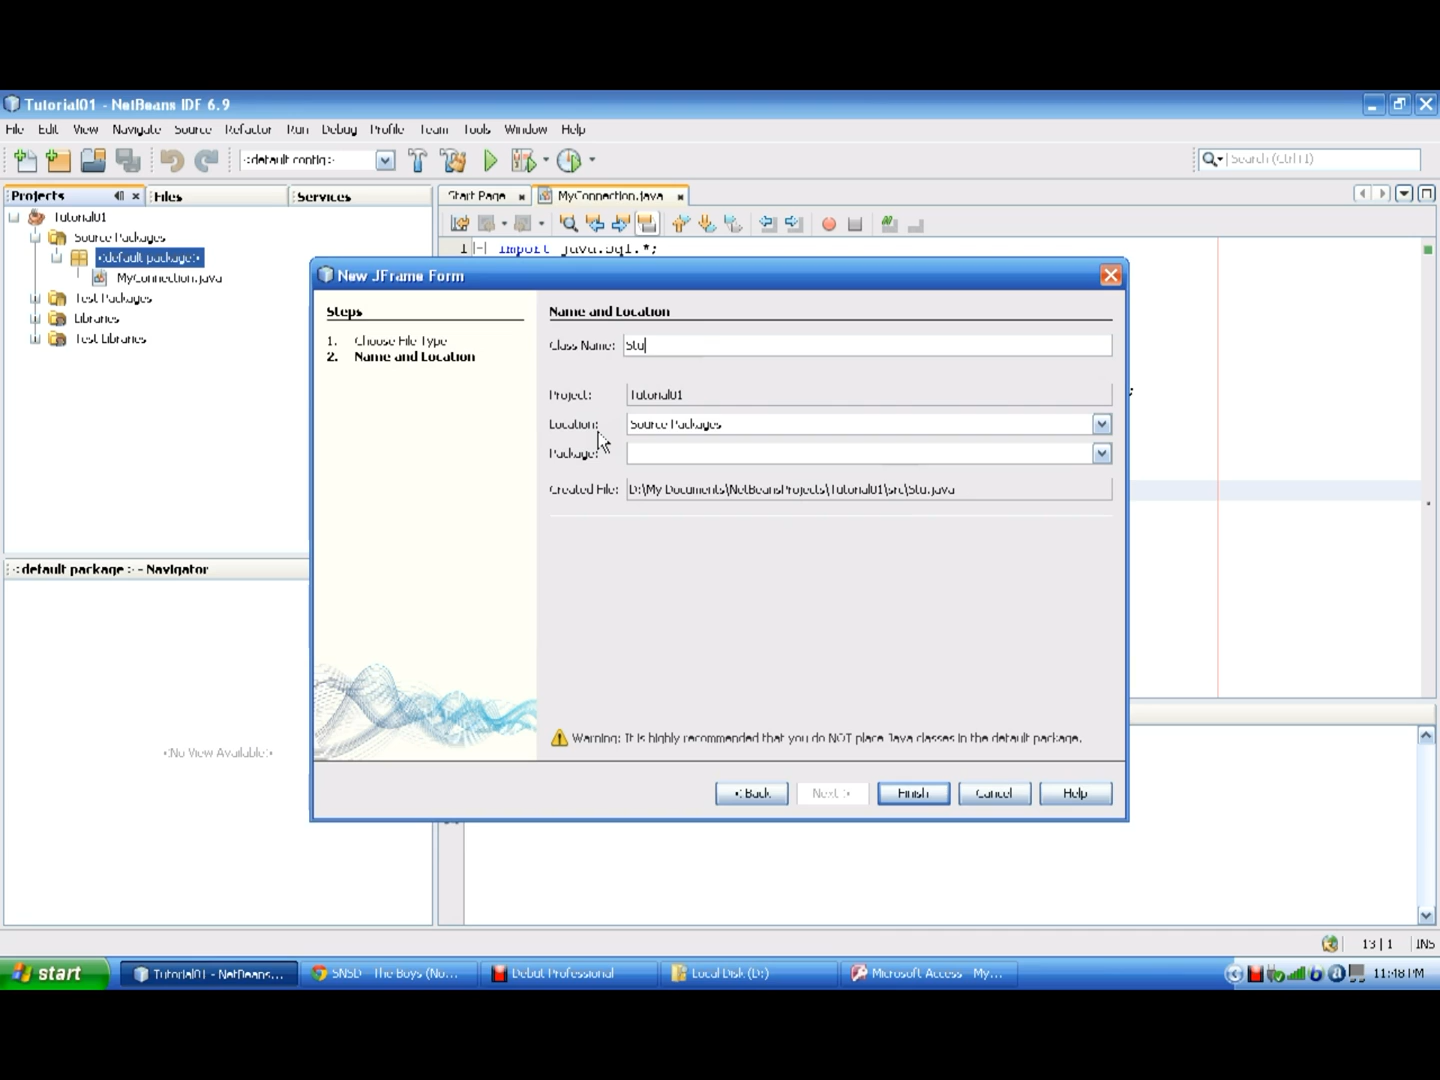 Tutorial01 - NetBeans IDE 6.9
File Edit View Navigate Source Refactor Run Debug Profile Team Tools Window Help
<default config>
Search (Ctrl+I)
Projects Files Services
Start Page MyConnection.java
Tutorial01
Source Packages
<default package>
MyConnection.java
Test Packages
Libraries
Test Libraries
1 import java.sql.*;
;
New JFrame Form
Steps
1. Choose File Type
2. Name and Location
Name and Location
Class Name: Stu
Project: Tutorial01
Location: Source Packages
Package:
Created File: D:\My Documents\NetBeansProjects\Tutorial01\src\Stu.java
Warning: It is highly recommended that you do NOT place Java classes in the default package.
< Back Next > Finish Cancel Help
<default package> - Navigator
<No View Available>
13 | 1 INS
start Tutorial01 - NetBeans... SNSD The Boys (No... Debut Professional Local Disk (D:) Microsoft Access - My... 11:48 PM